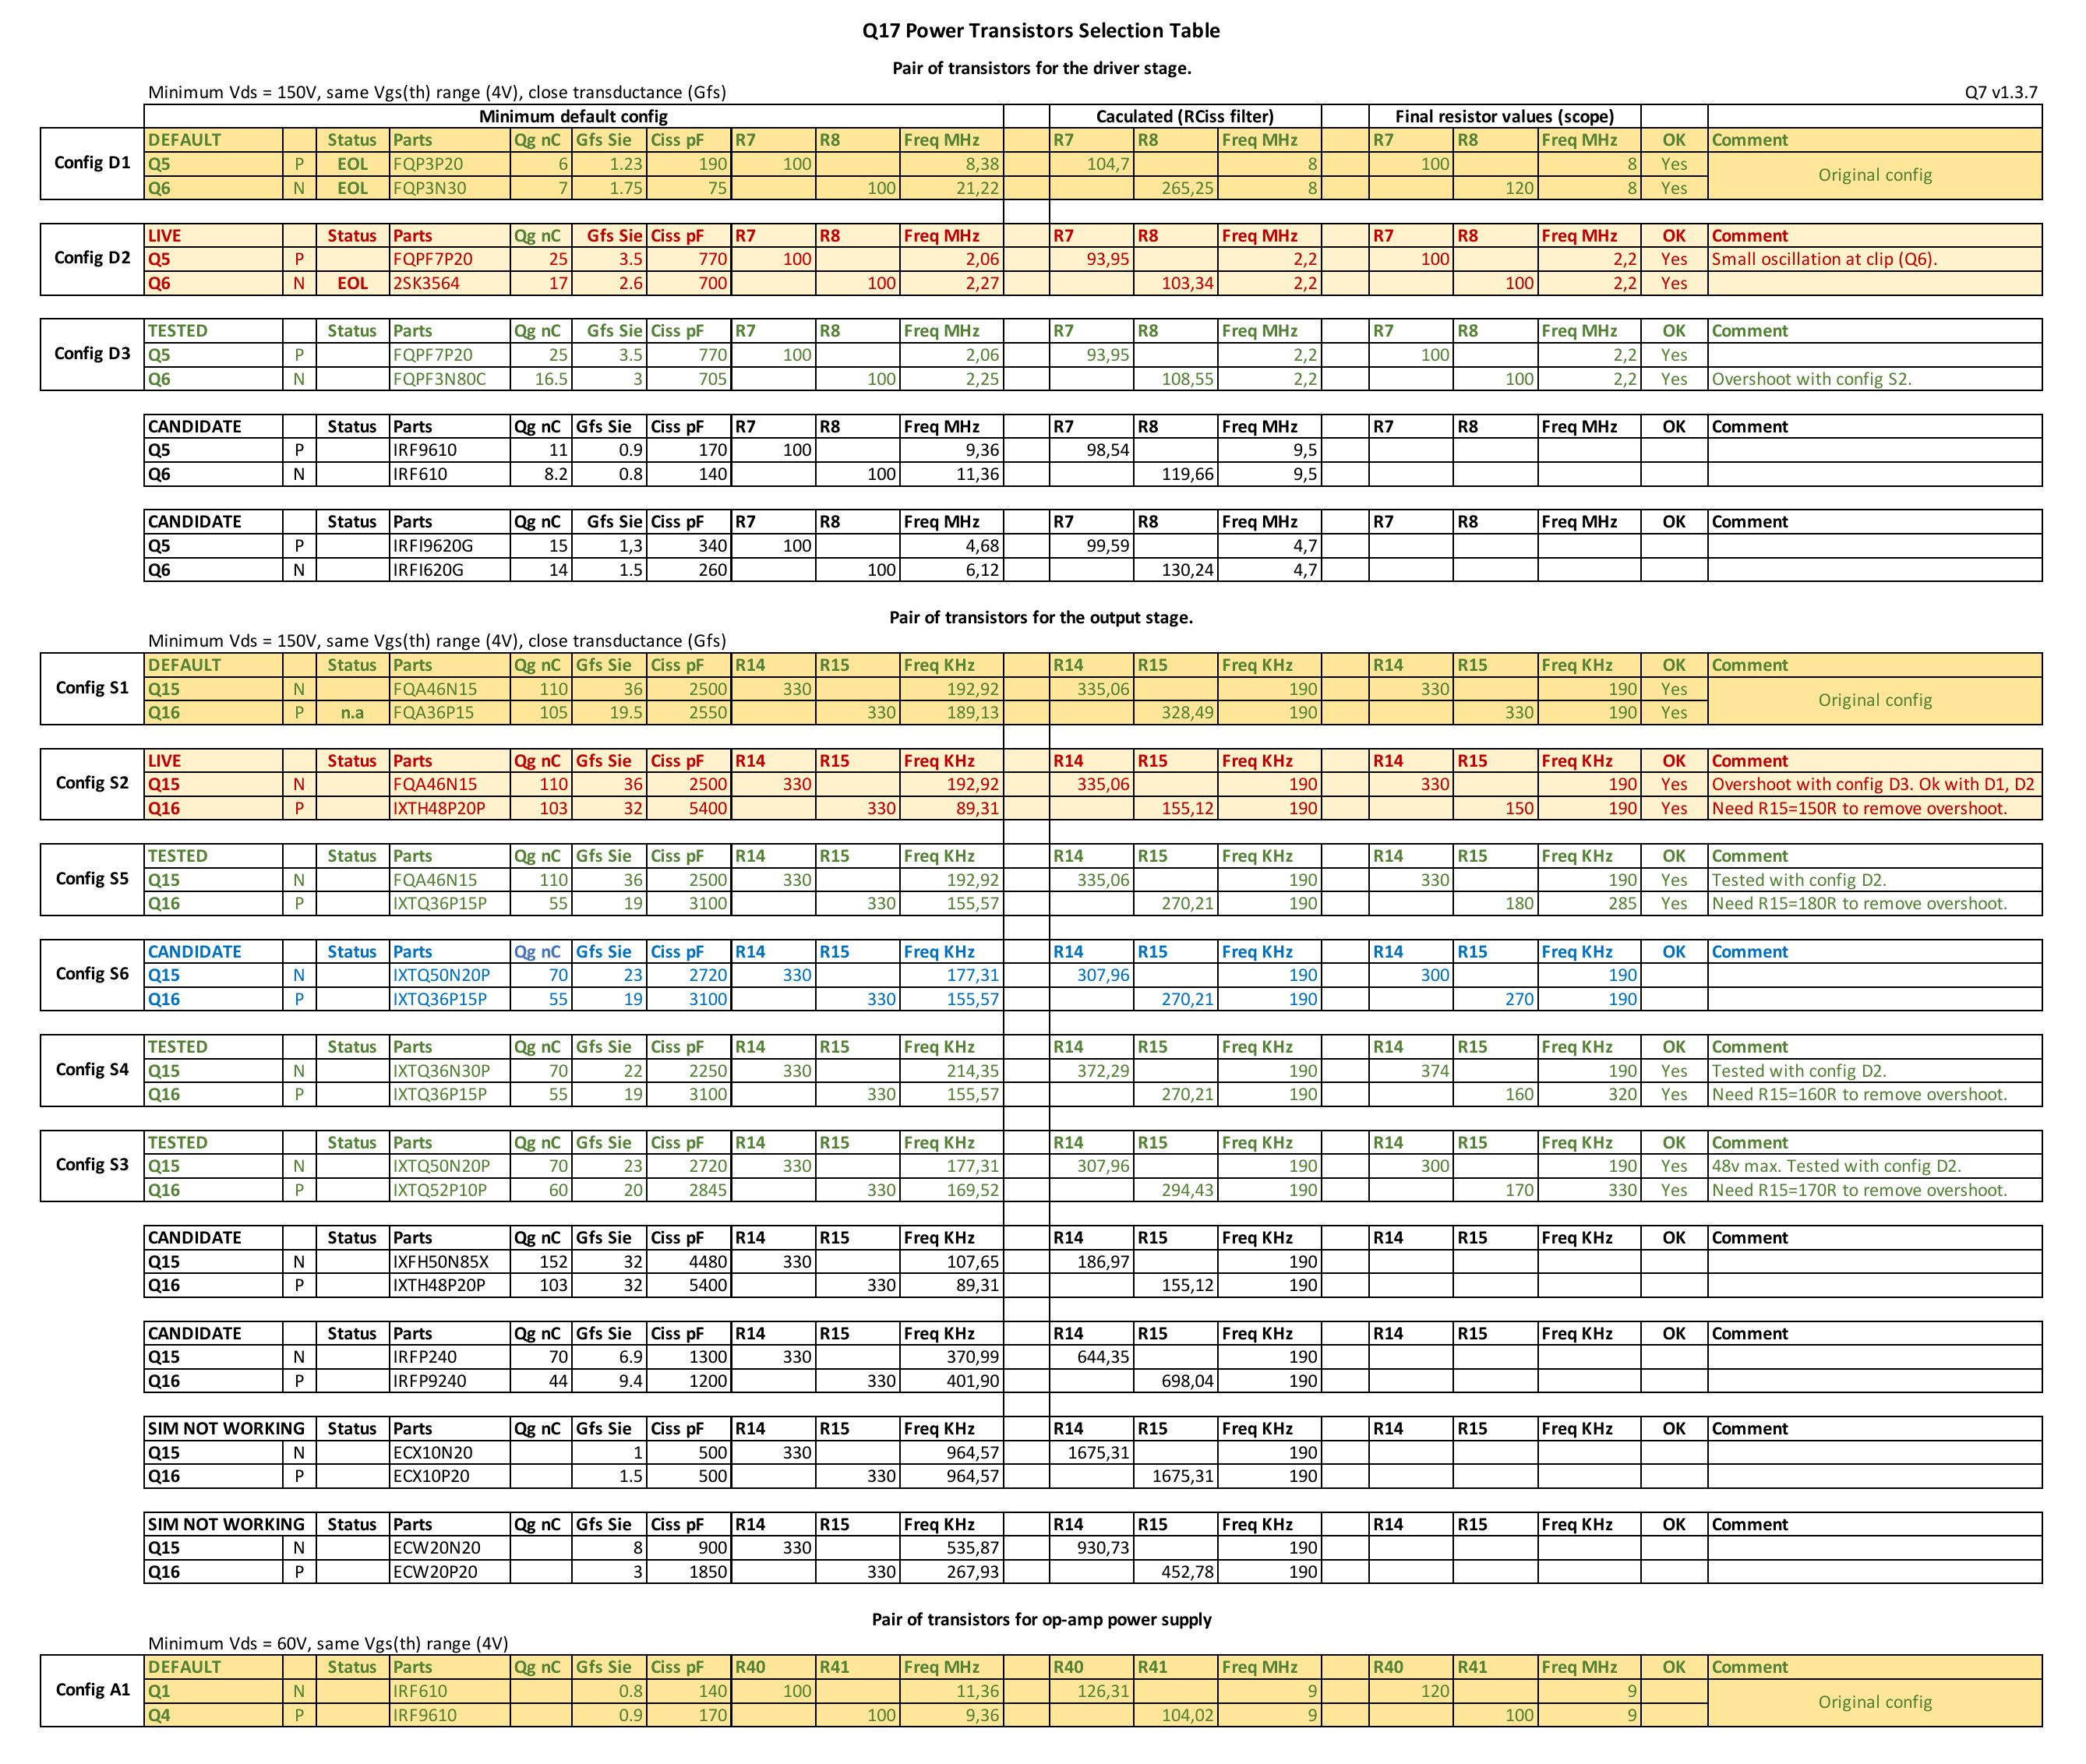 Q17 Power Transistors Selection Table
Pair of transistors for the driver stage.
Minimum Vds = 150V, same Vgs(th) range (4V), close transductance (Gfs) Q7 v1.3.7
Minimum default config Caculated (RCiss filter) Final resistor values (scope)
Config D1
DEFAULT Status Parts Qg nC Gfs Sie Ciss pF R7 R8 Freq MHz R7 R8 Freq MHz R7 R8 Freq MHz OK Comment
Q5 P EOL FQP3P20 6 1.23 190 100 8,38 104,7 8 100 8 Yes Original config
Q6 N EOL FQP3N30 7 1.75 75 100 21,22 265,25 8 120 8 Yes
Config D2
LIVE Status Parts Qg nC Gfs Sie Ciss pF R7 R8 Freq MHz R7 R8 Freq MHz R7 R8 Freq MHz OK Comment
Q5 P FQPF7P20 25 3.5 770 100 2,06 93,95 2,2 100 2,2 Yes Small oscillation at clip (Q6).
Q6 N EOL 2SK3564 17 2.6 700 100 2,27 103,34 2,2 100 2,2 Yes
Config D3
TESTED Status Parts Qg nC Gfs Sie Ciss pF R7 R8 Freq MHz R7 R8 Freq MHz R7 R8 Freq MHz OK Comment
Q5 P FQPF7P20 25 3.5 770 100 2,06 93,95 2,2 100 2,2 Yes
Q6 N FQPF3N80C 16.5 3 705 100 2,25 108,55 2,2 100 2,2 Yes Overshoot with config S2.
CANDIDATE Status Parts Qg nC Gfs Sie Ciss pF R7 R8 Freq MHz R7 R8 Freq MHz R7 R8 Freq MHz OK Comment
Q5 P IRF9610 11 0.9 170 100 9,36 98,54 9,5
Q6 N IRF610 8.2 0.8 140 100 11,36 119,66 9,5
CANDIDATE Status Parts Qg nC Gfs Sie Ciss pF R7 R8 Freq MHz R7 R8 Freq MHz R7 R8 Freq MHz OK Comment
Q5 P IRFI9620G 15 1,3 340 100 4,68 99,59 4,7
Q6 N IRFI620G 14 1.5 260 100 6,12 130,24 4,7
Pair of transistors for the output stage.
Minimum Vds = 150V, same Vgs(th) range (4V), close transductance (Gfs)
Config S1
DEFAULT Status Parts Qg nC Gfs Sie Ciss pF R14 R15 Freq KHz R14 R15 Freq KHz R14 R15 Freq KHz OK Comment
Q15 N FQA46N15 110 36 2500 330 192,92 335,06 190 330 190 Yes Original config
Q16 P n.a FQA36P15 105 19.5 2550 330 189,13 328,49 190 330 190 Yes
Config S2
LIVE Status Parts Qg nC Gfs Sie Ciss pF R14 R15 Freq KHz R14 R15 Freq KHz R14 R15 Freq KHz OK Comment
Q15 N FQA46N15 110 36 2500 330 192,92 335,06 190 330 190 Yes Overshoot with config D3. Ok with D1, D2
Q16 P IXTH48P20P 103 32 5400 330 89,31 155,12 190 150 190 Yes Need R15=150R to remove overshoot.
Config S5
TESTED Status Parts Qg nC Gfs Sie Ciss pF R14 R15 Freq KHz R14 R15 Freq KHz R14 R15 Freq KHz OK Comment
Q15 N FQA46N15 110 36 2500 330 192,92 335,06 190 330 190 Yes Tested with config D2.
Q16 P IXTQ36P15P 55 19 3100 330 155,57 270,21 190 180 285 Yes Need R15=180R to remove overshoot.
Config S6
CANDIDATE Status Parts Qg nC Gfs Sie Ciss pF R14 R15 Freq KHz R14 R15 Freq KHz R14 R15 Freq KHz OK Comment
Q15 N IXTQ50N20P 70 23 2720 330 177,31 307,96 190 300 190
Q16 P IXTQ36P15P 55 19 3100 330 155,57 270,21 190 270 190
Config S4
TESTED Status Parts Qg nC Gfs Sie Ciss pF R14 R15 Freq KHz R14 R15 Freq KHz R14 R15 Freq KHz OK Comment
Q15 N IXTQ36N30P 70 22 2250 330 214,35 372,29 190 374 190 Yes Tested with config D2.
Q16 P IXTQ36P15P 55 19 3100 330 155,57 270,21 190 160 320 Yes Need R15=160R to remove overshoot.
Config S3
TESTED Status Parts Qg nC Gfs Sie Ciss pF R14 R15 Freq KHz R14 R15 Freq KHz R14 R15 Freq KHz OK Comment
Q15 N IXTQ50N20P 70 23 2720 330 177,31 307,96 190 300 190 Yes 48v max. Tested with config D2.
Q16 P IXTQ52P10P 60 20 2845 330 169,52 294,43 190 170 330 Yes Need R15=170R to remove overshoot.
CANDIDATE Status Parts Qg nC Gfs Sie Ciss pF R14 R15 Freq KHz R14 R15 Freq KHz R14 R15 Freq KHz OK Comment
Q15 N IXFH50N85X 152 32 4480 330 107,65 186,97 190
Q16 P IXTH48P20P 103 32 5400 330 89,31 155,12 190
CANDIDATE Status Parts Qg nC Gfs Sie Ciss pF R14 R15 Freq KHz R14 R15 Freq KHz R14 R15 Freq KHz OK Comment
Q15 N IRFP240 70 6.9 1300 330 370,99 644,35 190
Q16 P IRFP9240 44 9.4 1200 330 401,90 698,04 190
SIM NOT WORKING Status Parts Qg nC Gfs Sie Ciss pF R14 R15 Freq KHz R14 R15 Freq KHz R14 R15 Freq KHz OK Comment
Q15 N ECX10N20 1 500 330 964,57 1675,31 190
Q16 P ECX10P20 1.5 500 330 964,57 1675,31 190
SIM NOT WORKING Status Parts Qg nC Gfs Sie Ciss pF R14 R15 Freq KHz R14 R15 Freq KHz R14 R15 Freq KHz OK Comment
Q15 N ECW20N20 8 900 330 535,87 930,73 190
Q16 P ECW20P20 3 1850 330 267,93 452,78 190
Pair of transistors for op-amp power supply
Minimum Vds = 60V, same Vgs(th) range (4V)
Config A1
DEFAULT Status Parts Qg nC Gfs Sie Ciss pF R40 R41 Freq MHz R40 R41 Freq MHz R40 R41 Freq MHz OK Comment
Q1 N IRF610 0.8 140 100 11,36 126,31 9 120 9 Original config
Q4 P IRF9610 0.9 170 100 9,36 104,02 9 100 9